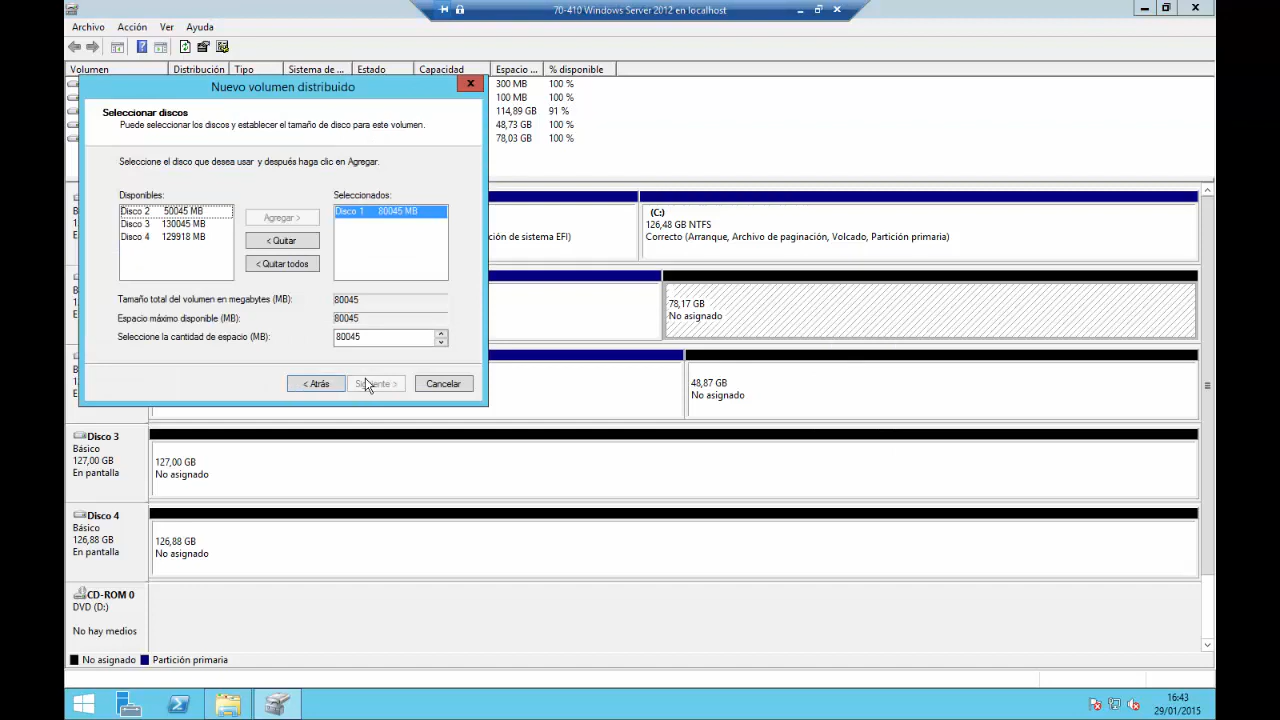 70-410 Windows Server 2012 en localhost
Archivo Acción Ver Ayuda
Volumen Distribución Tipo Sistema de ... Estado Capacidad Espacio ... % disponible
300 MB 100 %
100 MB 100 %
114,89 GB 91 %
48,73 GB 100 %
78,03 GB 100 %
Nuevo volumen distribuido
Seleccionar discos
Puede seleccionar los discos y establecer el tamaño de disco para este volumen.
Seleccione el disco que desea usar y después haga clic en Agregar.
Disponibles: Seleccionados:
Disco 2 50045 MB
Disco 3 130045 MB
Disco 4 129918 MB
Agregar >
< Quitar
< Quitar todos
Disco 1 80045 MB
Tamaño total del volumen en megabytes (MB): 80045
Espacio máximo disponible (MB): 80045
Seleccione la cantidad de espacio (MB): 80045
< Atrás Siguiente > Cancelar
ción de sistema EFI)
(C:)
126,48 GB NTFS
Correcto (Arranque, Archivo de paginación, Volcado, Partición primaria)
78,17 GB
No asignado
48,87 GB
No asignado
Disco 3
Básico
127,00 GB
En pantalla
127,00 GB
No asignado
Disco 4
Básico
126,88 GB
En pantalla
126,88 GB
No asignado
CD-ROM 0
DVD (D:)
No hay medios
No asignado Partición primaria
16:43
29/01/2015